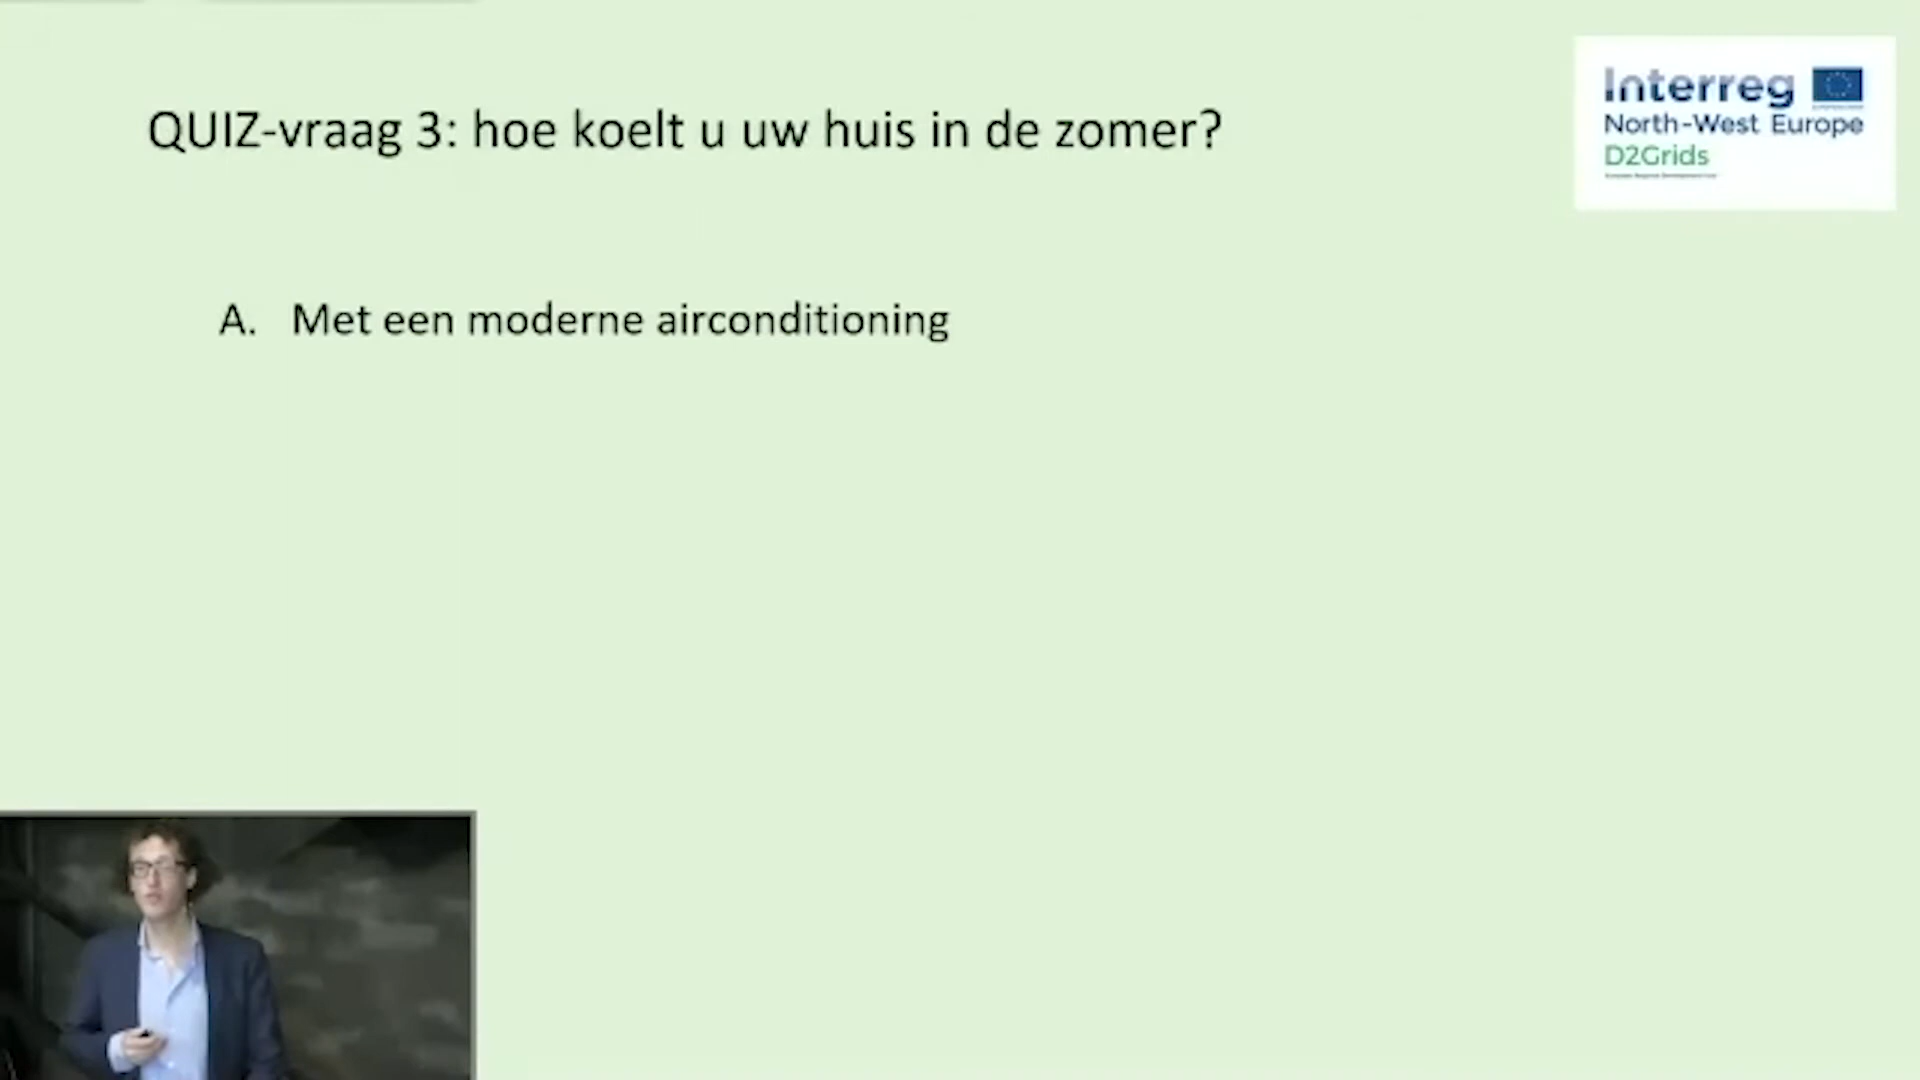 QUIZ-vraag 3: hoe koelt u uw huis in de zomer?
Interreg
North-West Europe
D2Grids
A. Met een moderne airconditioning